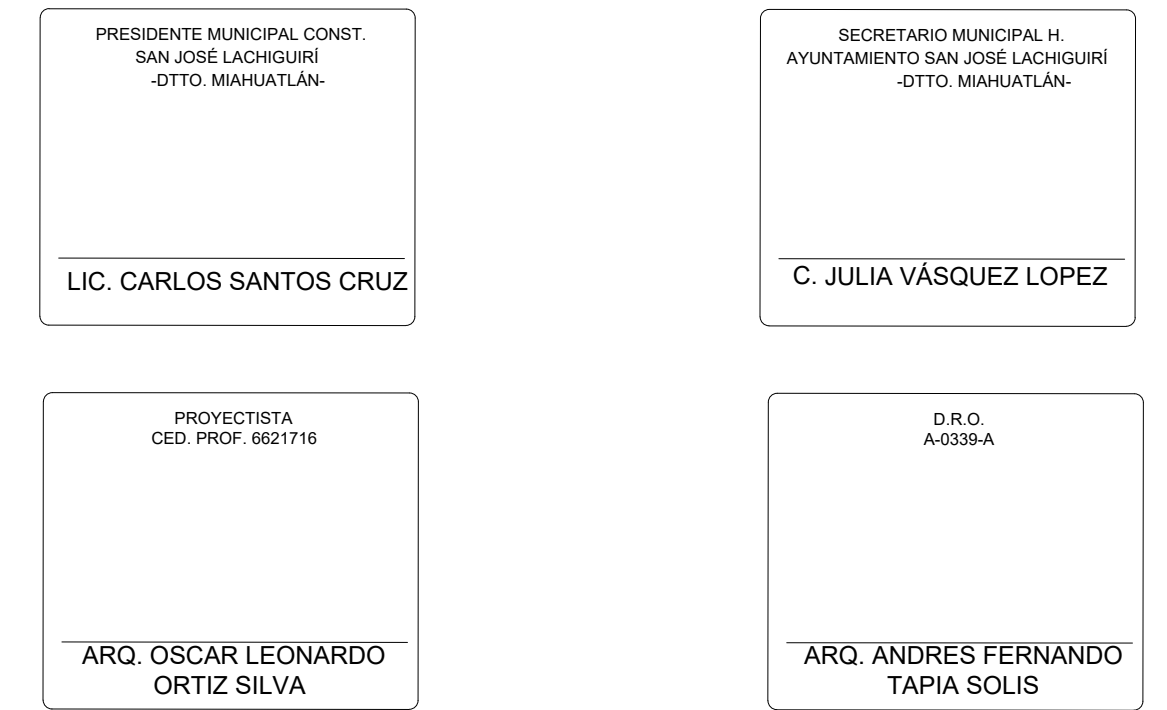 PRESIDENTE MUNICIPAL CONST.
SAN JOSÉ LACHIGUIRÍ
-DTTO. MIAHUATLÁN-
LIC. CARLOS SANTOS CRUZ
SECRETARIO MUNICIPAL H.
AYUNTAMIENTO SAN JOSÉ LACHIGUIRÍ
-DTTO. MIAHUATLÁN-
C. JULIA VÁSQUEZ LOPEZ
PROYECTISTA
CED. PROF. 6621716
ARQ. OSCAR LEONARDO
ORTIZ SILVA
D.R.O.
A-0339-A
ARQ. ANDRES FERNANDO
TAPIA SOLIS